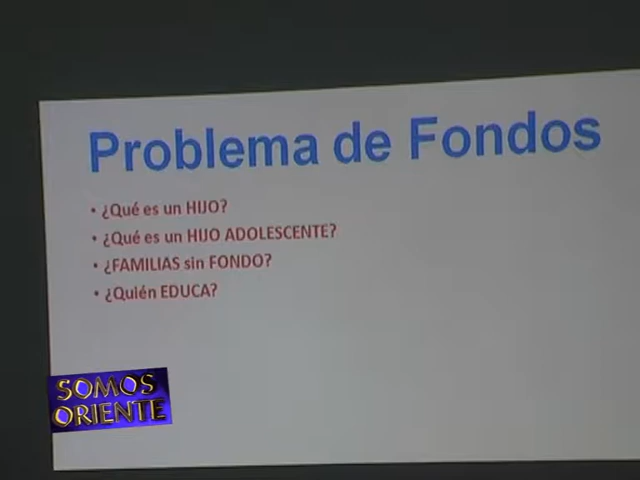 Problema de Fondos
• ¿Qué es un HIJO?
• ¿Qué es un HIJO ADOLESCENTE?
• ¿FAMILIAS sin FONDO?
• ¿Quién EDUCA?
SOMOS
ORIENTE